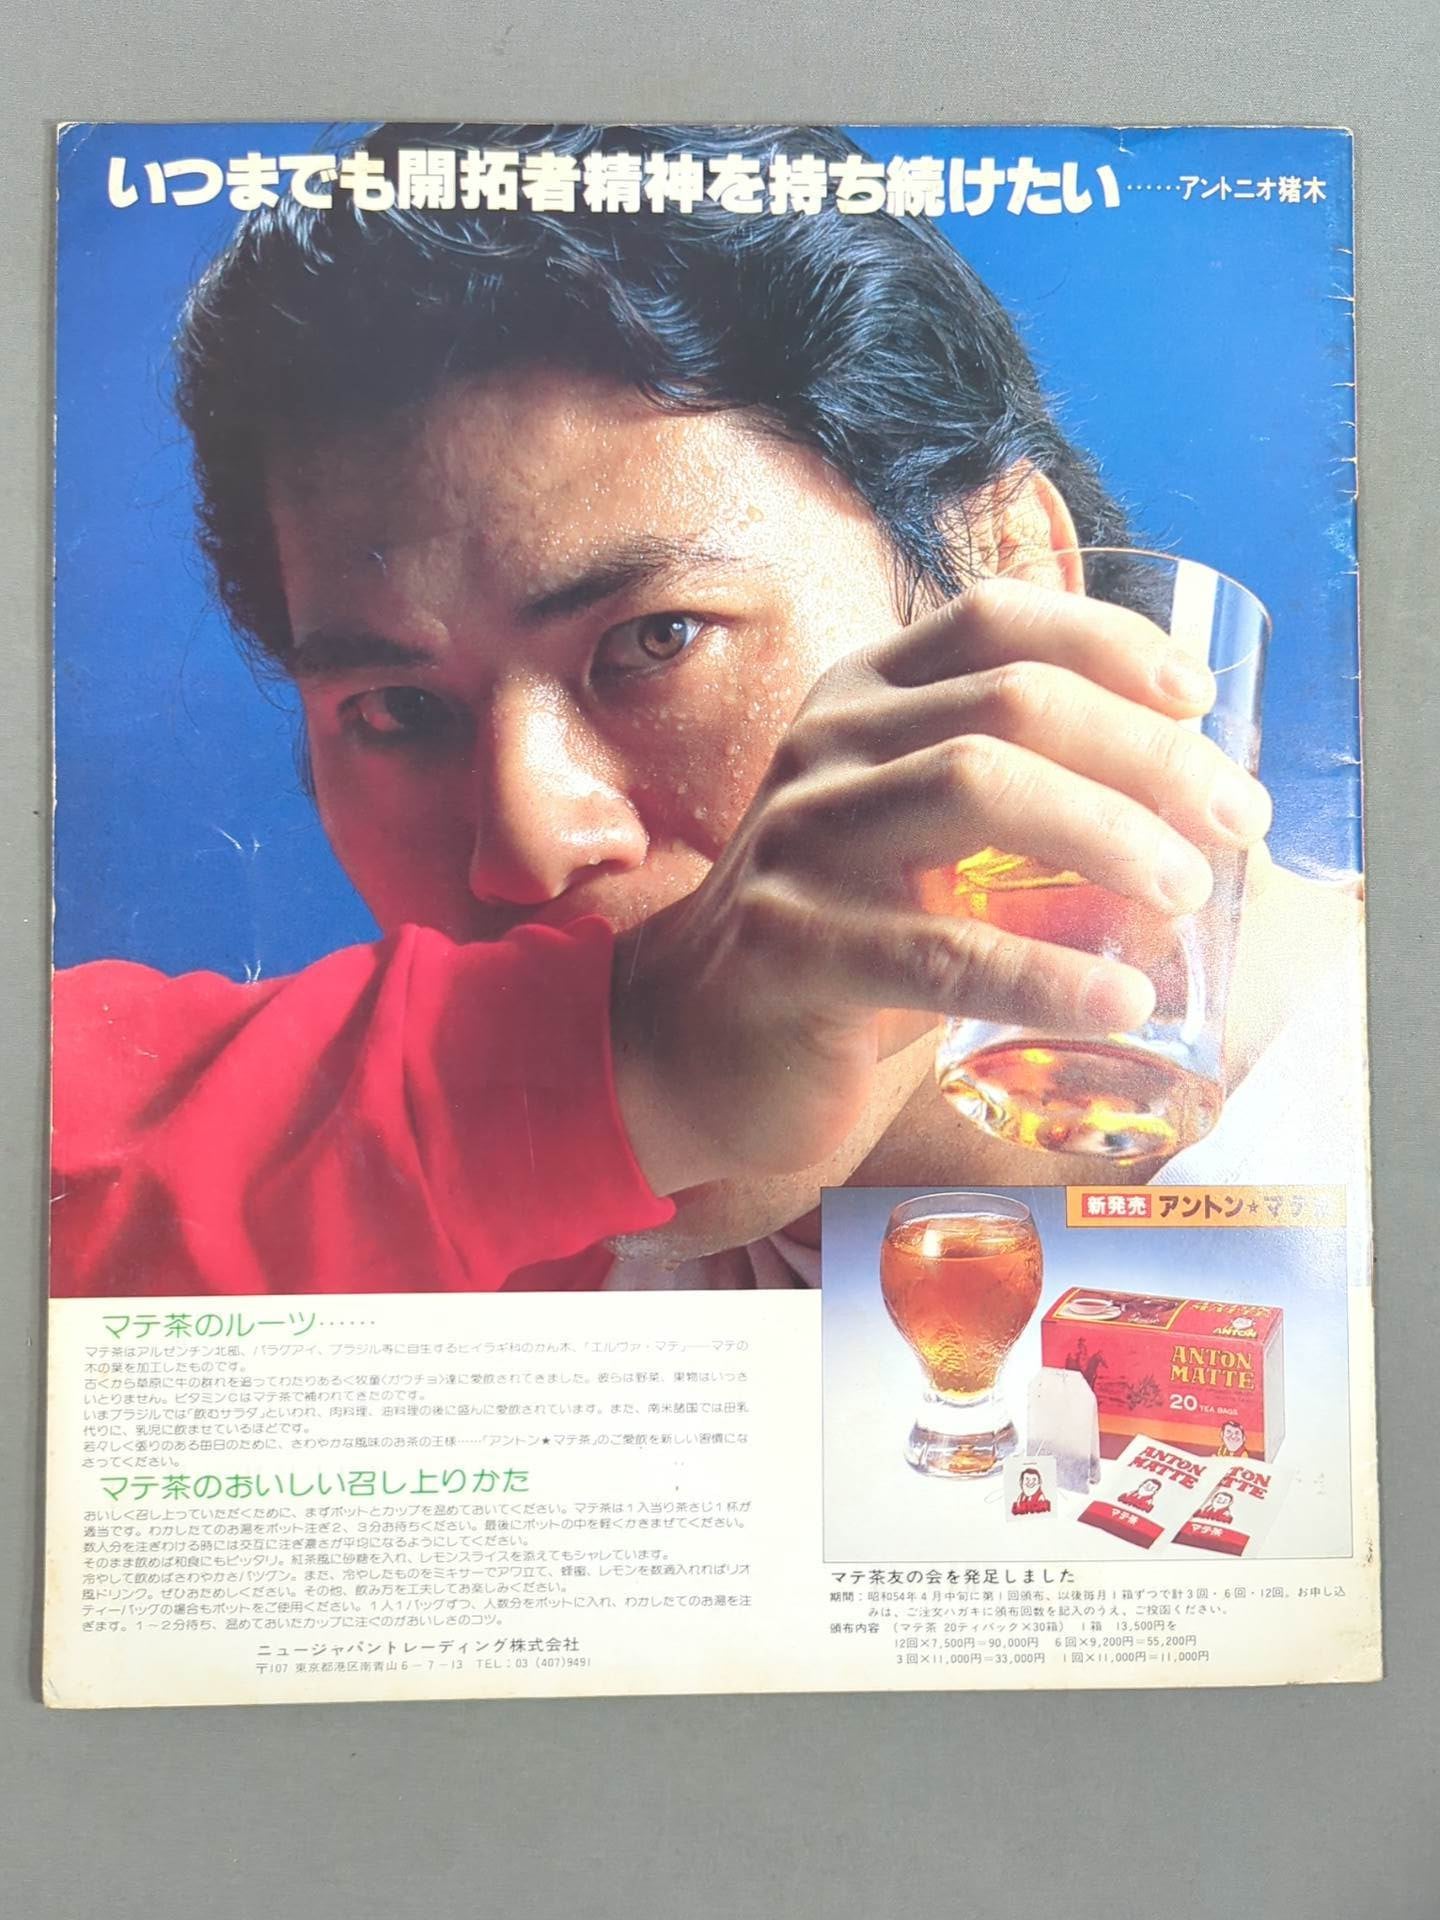 いつまでも開拓者精神を持ち続けたい……アントニオ猪木
新発売 アントン★マテ茶
ANTON
ANTON
MATTE
20 TEA BAGS
ANTON
MATTE
マテ茶
ANTON
MATTE
マテ茶
マテ茶のルーツ……
マテ茶はアルゼンチン北部、パラグアイ、ブラジル等に自生するヒイラギ科のかん木、「エルヴァ・マテ」――マテの
木の葉を加工したものです。
古くから草原に牛の群れを追ってわたりあるく牧童〈ガウチョ〉達に愛飲されてきました。彼らは野菜、果物はいっさ
いとりません。ビタミンCはマテ茶で補われてきたのです。
いまブラジルでは「飲むサラダ」といわれ、肉料理、油料理の後に盛んに愛飲されています。また、南米諸国では母乳
代りに、乳児に飲ませているほどです。
若々しく張りのある毎日のために、さわやかな風味のお茶の王様……「アントン★マテ茶」のご愛飲を新しい習慣にな
さってください。
マテ茶のおいしい召し上りかた
おいしく召し上っていただくために、まずポットとカップを温めておいてください。マテ茶は1人当り茶さじ1杯が
適当です。わかしたてのお湯をポット注ぎ2、3分お待ちください。最後にポットの中を軽くかきまぜてください。
数人分を注ぎわける時には交互に注ぎ濃さが平均になるようにしてください。
そのまま飲めば和食にもピッタリ。紅茶風に砂糖を入れ、レモンスライスを添えてもシャレています。
冷やして飲めばさわやかさバツグン。また、冷やしたものをミキサーでアワ立て、蜂蜜、レモンを数滴入れればリオ
風ドリンク。ぜひおためしください。その他、飲み方を工夫してお楽しみください。
ティーバッグの場合もポットをご使用ください。1人1バッグずつ、人数分をポットに入れ、わかしたてのお湯を注
ぎます。1～2分待ち、温めておいたカップに注ぐのがおいしさのコツ。
ニュージャパントレーディング株式会社
〒107 東京都港区南青山6－7－13 TEL：03（407）9491
マテ茶友の会を発足しました
期間：昭和54年4月中旬に第1回頒布、以後毎月1箱ずつで計3回・6回・12回。お申し込
みは、ご注文ハガキに頒布回数を記入のうえ、ご投函ください。
頒布内容 （マテ茶 20ティバック×30箱） 1箱 13,500円を
12回×7,500円＝90,000円 6回×9,200円＝55,200円
3回×11,000円＝33,000円 1回×11,000円＝11,000円